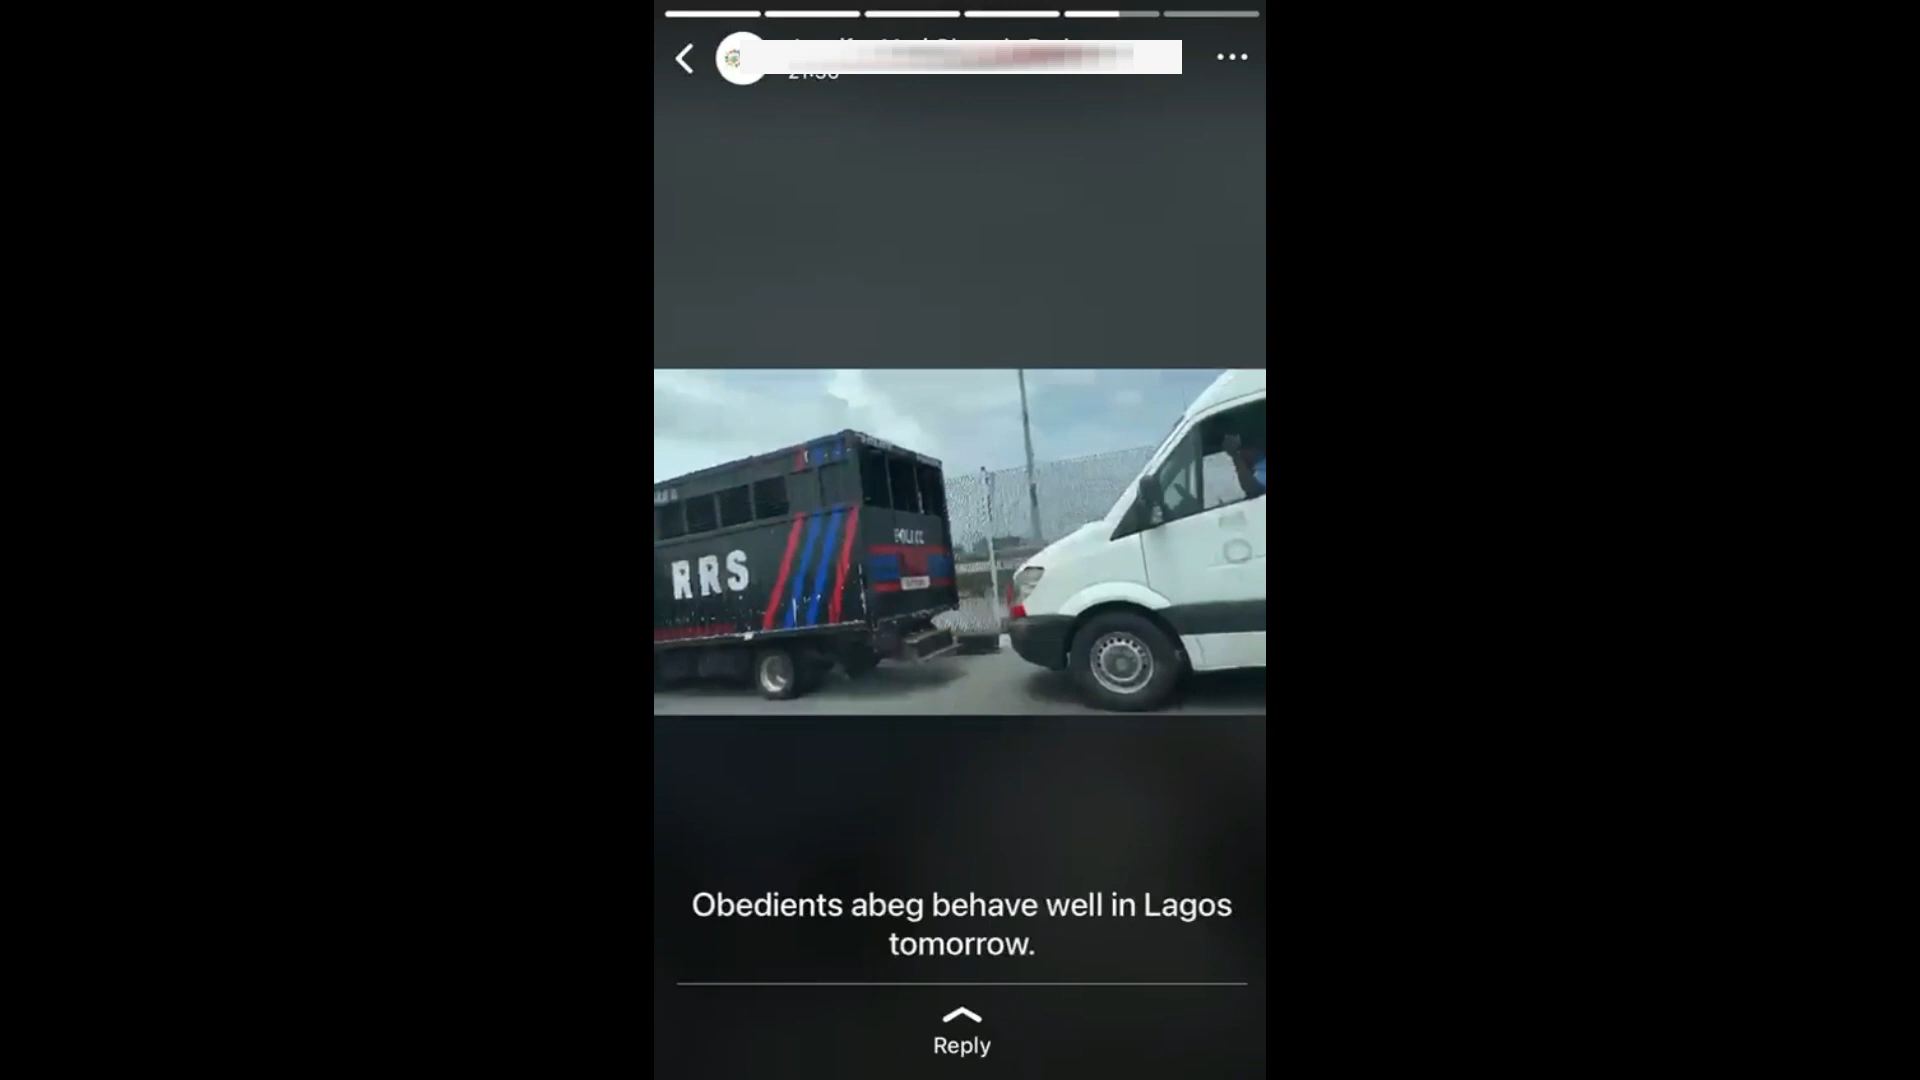 RRS
POLICE
Obedients abeg behave well in Lagos
tomorrow.
Reply